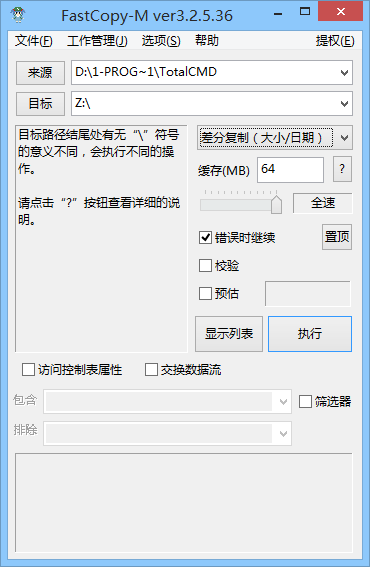 FastCopy-M ver3.2.5.36
文件(F) 工作管理(J) 选项(S) 帮助 提权(E)
来源 D:\1-PROG~1\TotalCMD
目标 Z:\
目标路径结尾处有无“\”符号
的意义不同，会执行不同的操
作。
请点击“?”按钮查看详细的说
明。
差分复制（大小/日期）
缓存(MB) 64 ?
全速
错误时继续 置顶
校验
预估
显示列表 执行
访问控制表属性 交换数据流
包含 筛选器
排除